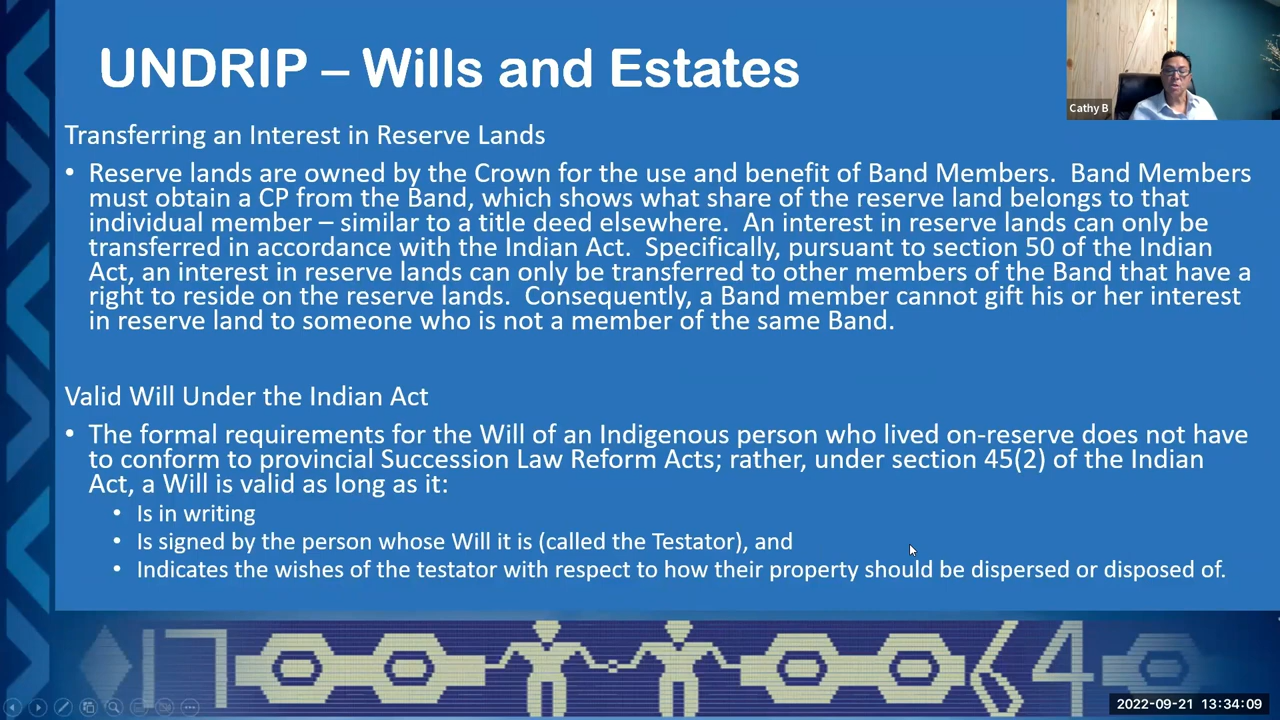 UNDRIP – Wills and Estates
Cathy B
Transferring an Interest in Reserve Lands
• Reserve lands are owned by the Crown for the use and benefit of Band Members.  Band Members
must obtain a CP from the Band, which shows what share of the reserve land belongs to that
individual member – similar to a title deed elsewhere.  An interest in reserve lands can only be
transferred in accordance with the Indian Act.  Specifically, pursuant to section 50 of the Indian
Act, an interest in reserve lands can only be transferred to other members of the Band that have a
right to reside on the reserve lands.  Consequently, a Band member cannot gift his or her interest
in reserve land to someone who is not a member of the same Band.
Valid Will Under the Indian Act
• The formal requirements for the Will of an Indigenous person who lived on-reserve does not have
to conform to provincial Succession Law Reform Acts; rather, under section 45(2) of the Indian
Act, a Will is valid as long as it:
• Is in writing
• Is signed by the person whose Will it is (called the Testator), and
• Indicates the wishes of the testator with respect to how their property should be dispersed or disposed of.
17
64
2022-09-21 13:34:09